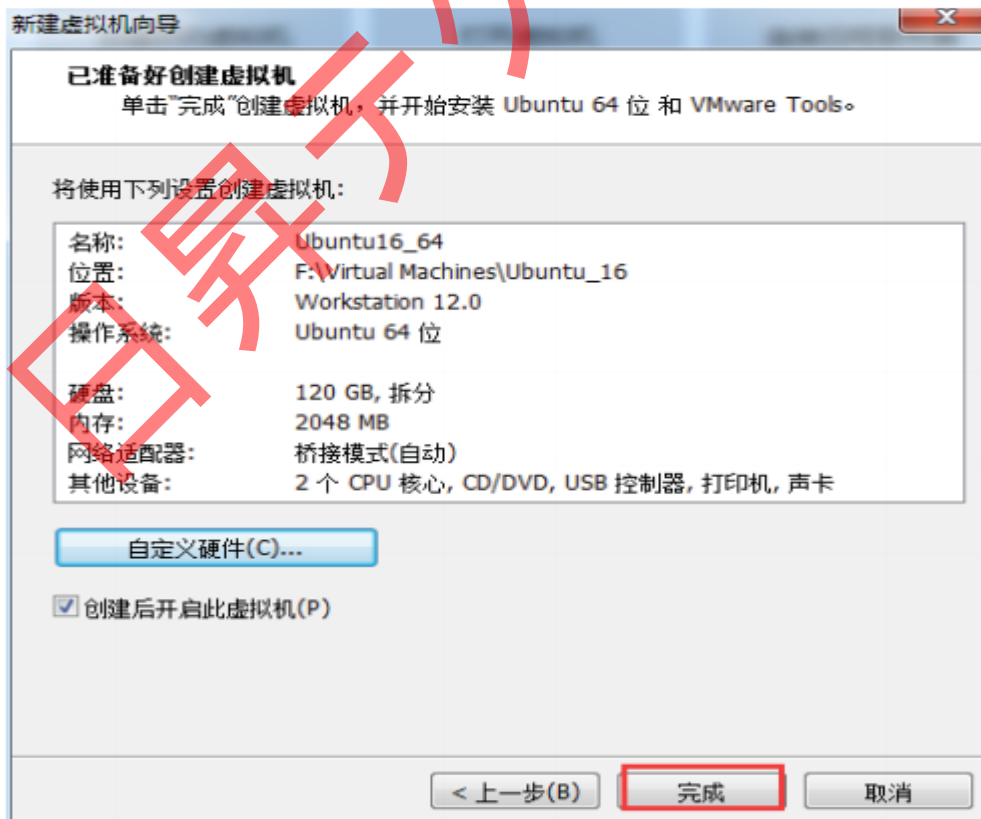 新建虚拟机向导
已准备好创建虚拟机
单击"完成"创建虚拟机，并开始安装 Ubuntu 64 位 和 VMware Tools。
将使用下列设置创建虚拟机:
名称: Ubuntu16_64
位置: F:\Virtual Machines\Ubuntu_16
版本: Workstation 12.0
操作系统: Ubuntu 64 位
硬盘: 120 GB, 拆分
内存: 2048 MB
网络适配器: 桥接模式(自动)
其他设备: 2 个 CPU 核心, CD/DVD, USB 控制器, 打印机, 声卡
自定义硬件(C)...
创建后开启此虚拟机(P)
< 上一步(B) 完成 取消
日昇